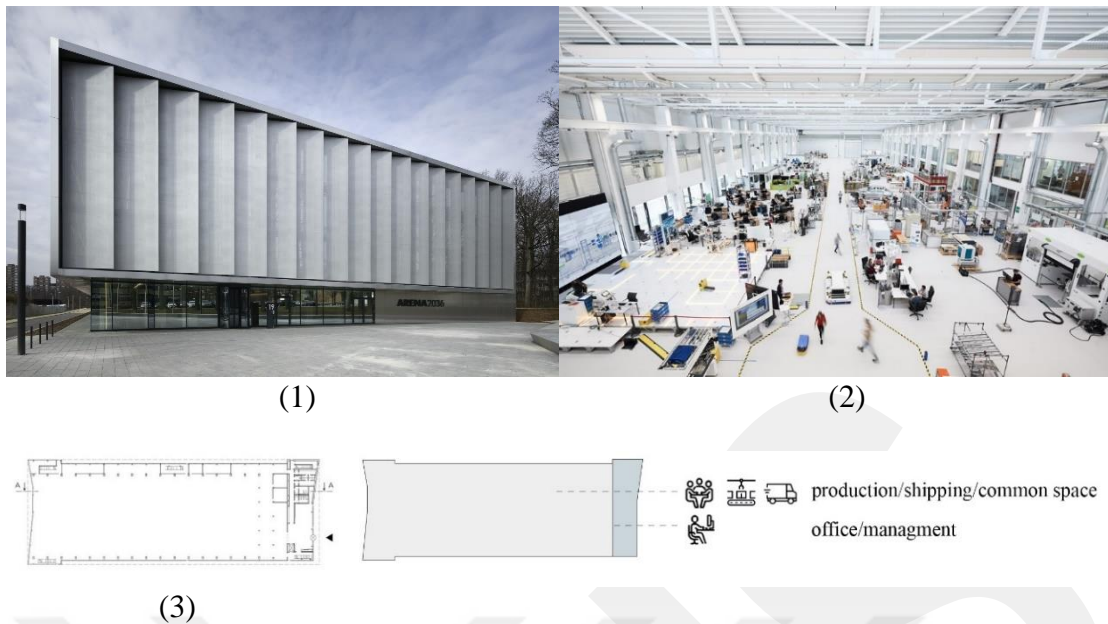 ARENA2036
(1)
(2)
A
A
production/shipping/common space
office/managment
(3)